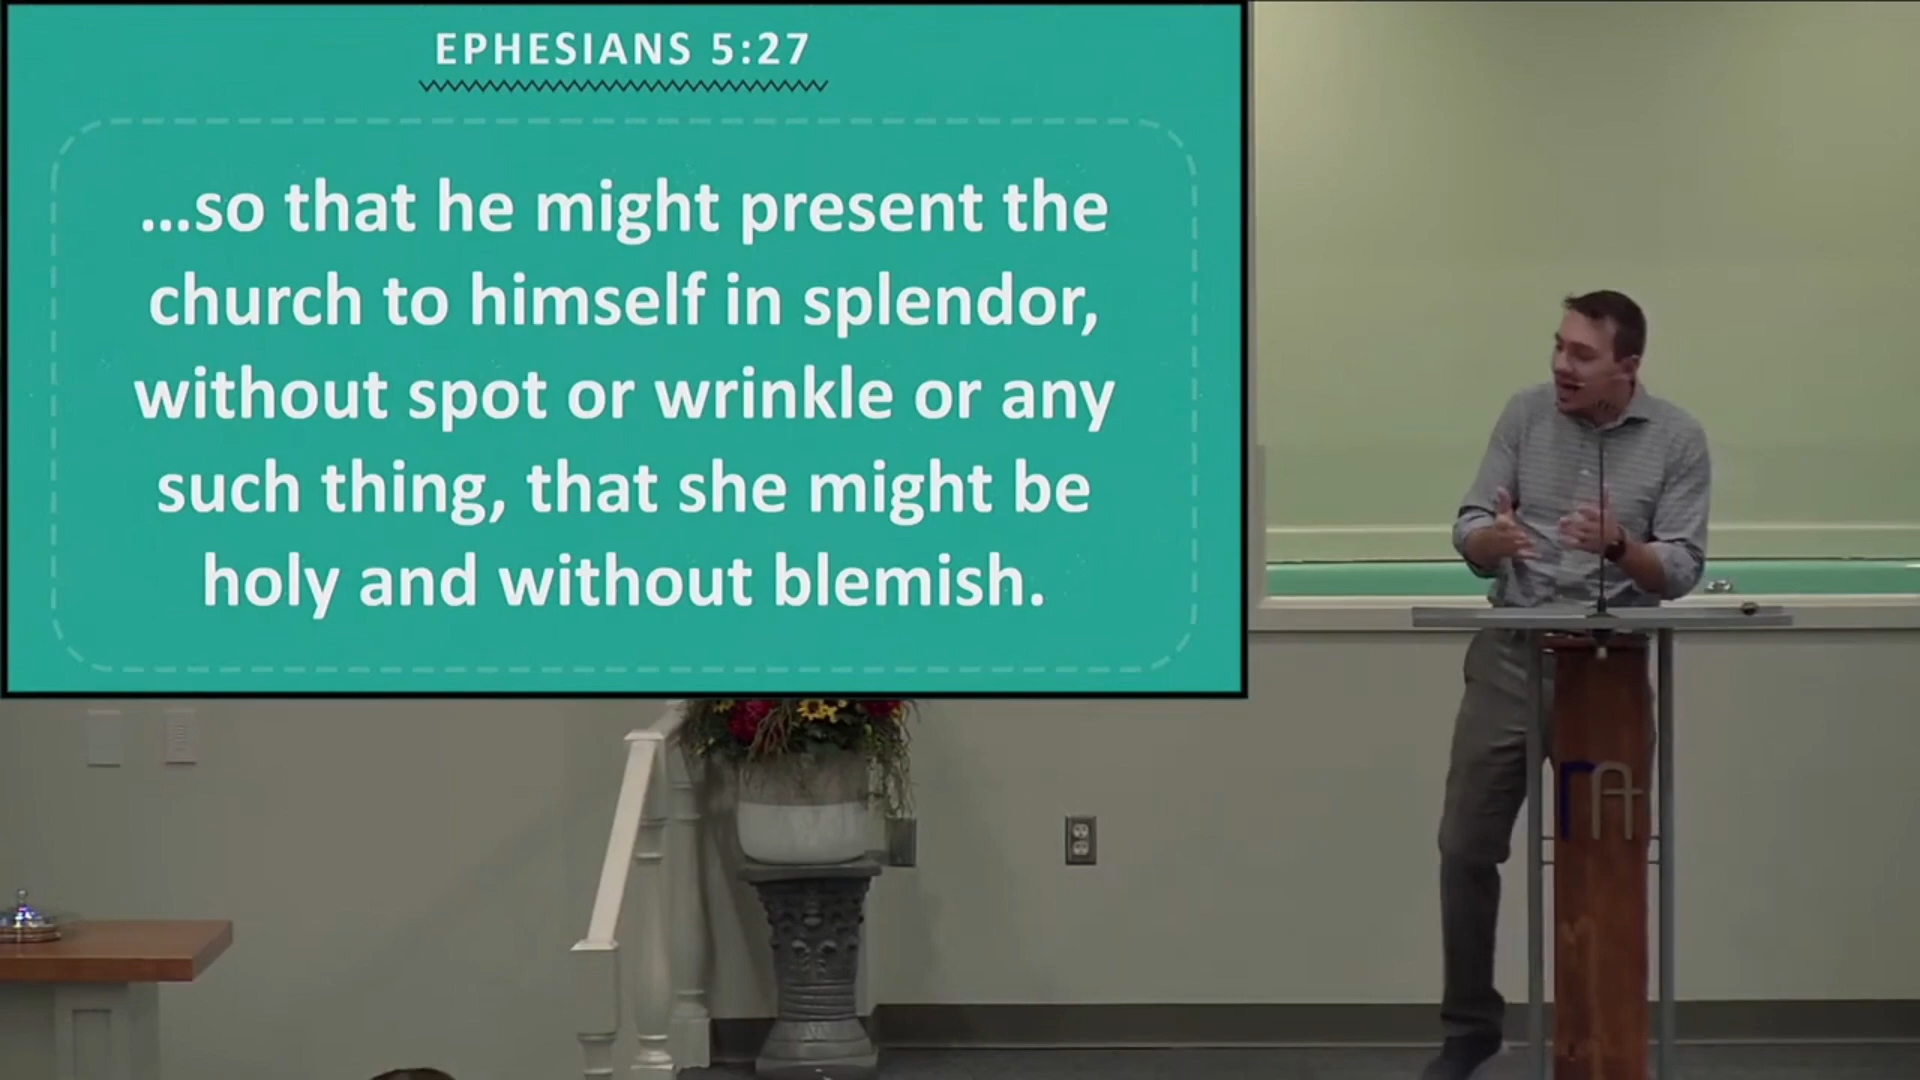 EPHESIANS 5:27
...so that he might present the
church to himself in splendor,
without spot or wrinkle or any
such thing, that she might be
holy and without blemish.